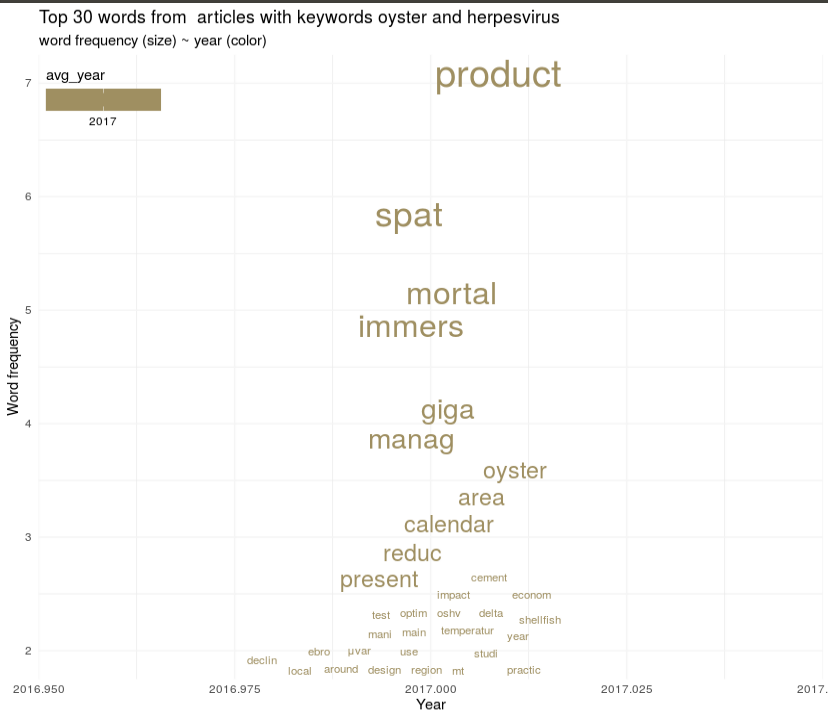 Top 30 words from  articles with keywords oyster and herpesvirus
word frequency (size) ~ year (color)
avg_year
2017
Word frequency
7
6
5
4
3
2
product
spat
mortal
immers
giga
manag
oyster
area
calendar
reduc
present
cement
impact
econom
test
optim
oshv
delta
shellfish
mani
main
temperatur
year
ebro
μvar
use
studi
declin
local
around
design
region
mt
practic
2016.950
2016.975
2017.000
2017.025
2017.
Year